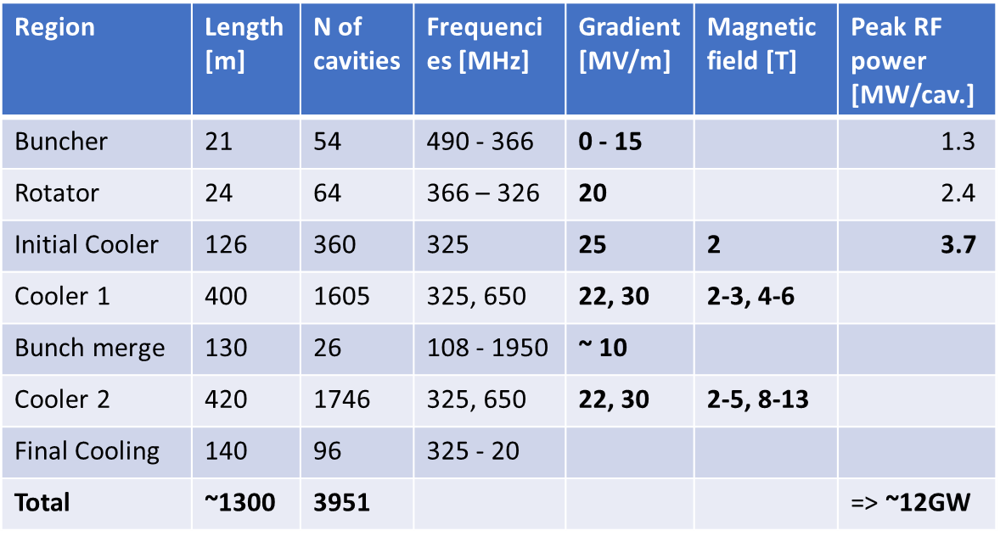 Region Length [m] N of cavities Frequenci es [MHz] Gradient [MV/m] Magnetic field [T] Peak RF power [MW/cav.]
Buncher 21 54 490 - 366 0 - 15 1.3
Rotator 24 64 366 – 326 20 2.4
Initial Cooler 126 360 325 25 2 3.7
Cooler 1 400 1605 325, 650 22, 30 2-3, 4-6
Bunch merge 130 26 108 - 1950 ~ 10
Cooler 2 420 1746 325, 650 22, 30 2-5, 8-13
Final Cooling 140 96 325 - 20
Total ~1300 3951 => ~12GW